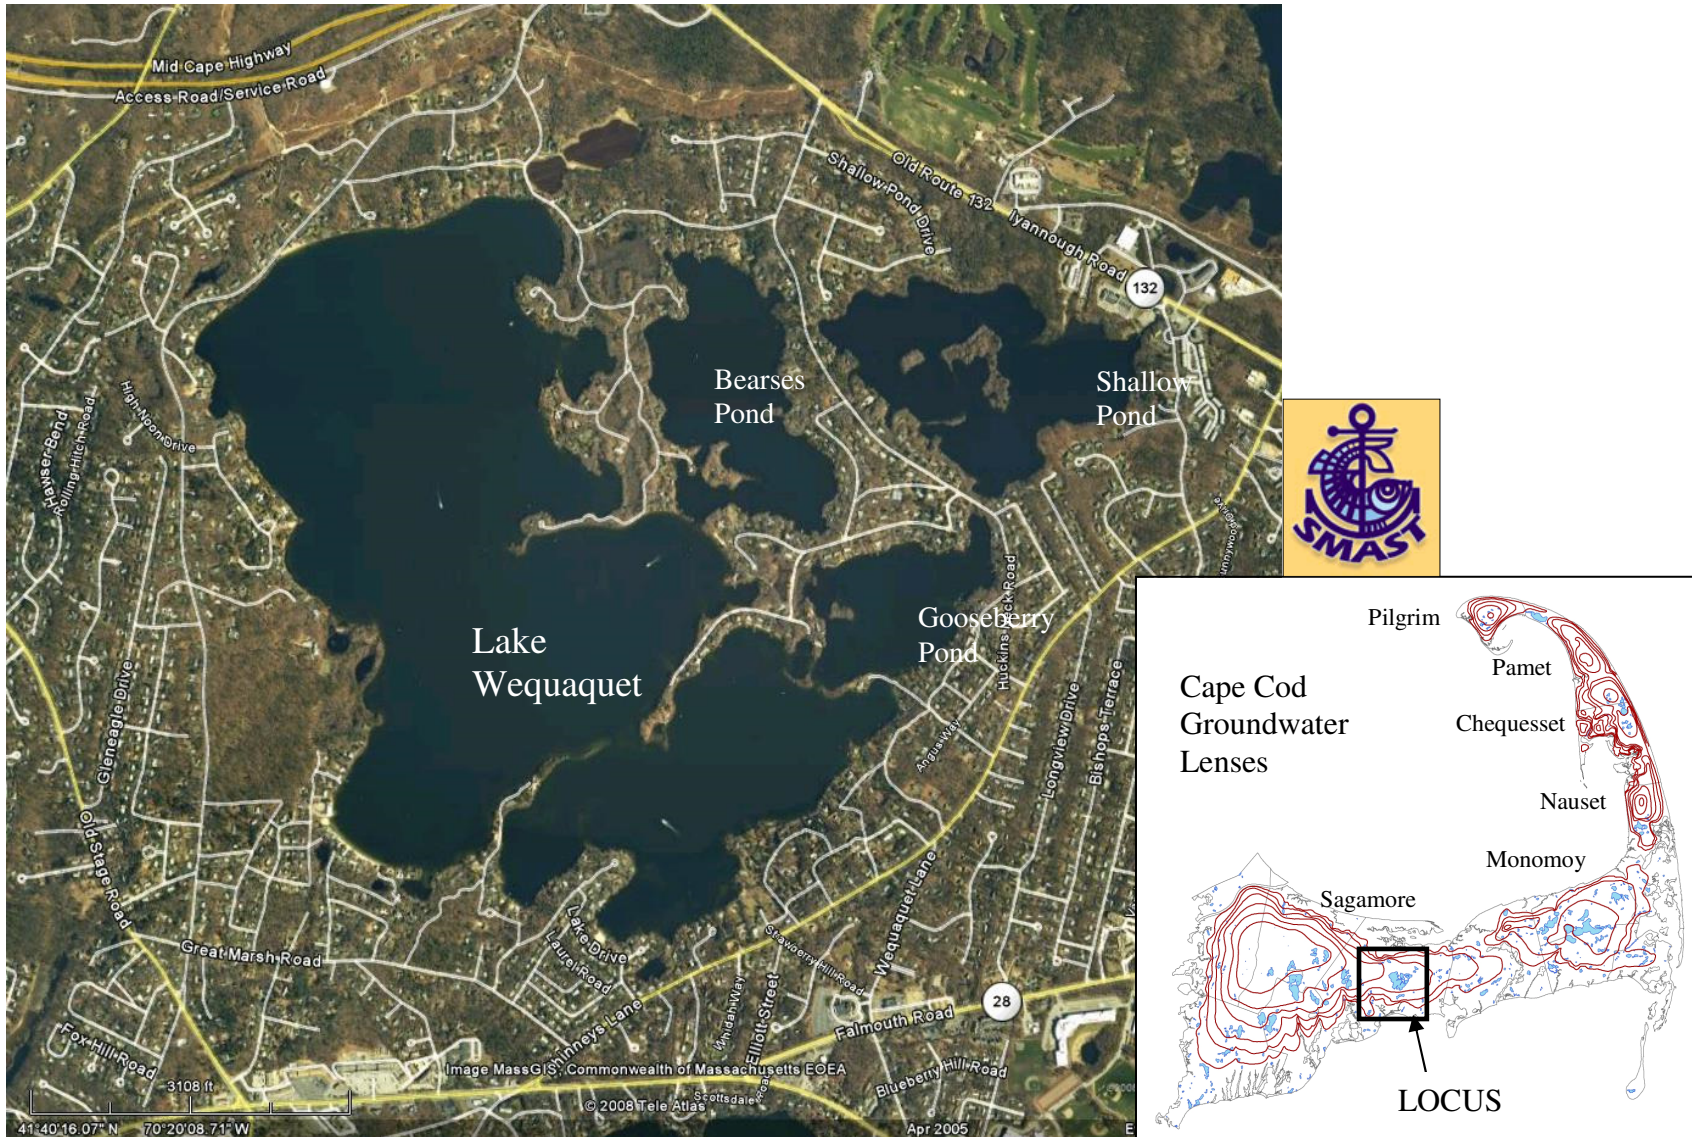 Mid Cape Highway
Access Road/Service Road
Old Route 132
Iyannough Road
132
Shallow Pond Drive
Bearses
Pond
Shallow
Pond
High Noon Drive
Hawser Bend
Rolling Hitch Road
Lake
Wequaquet
Gooseberry
Pond
Huckins Neck Road
Gleneagle Drive
Angus Way
Longview Drive
Bishops Terrace
Old Stage Road
Great Marsh Road
Lake Drive
Laurel Road
Strawberry Hill Road
Wequaquet Lane
Whidah Way
Elliott Street
Shinneys Lane
28
Falmouth Road
Fox Hill Road
Blueberry Hill Road
Scottsdale Road
3108 ft
Image MassGIS, Commonwealth of Massachusetts EOEA
© 2008 Tele Atlas
41°40'16.07" N 70°20'08.71" W
Apr 2005
SMAST
Pilgrim
Pamet
Cape Cod
Groundwater
Lenses
Chequesset
Nauset
Monomoy
Sagamore
LOCUS